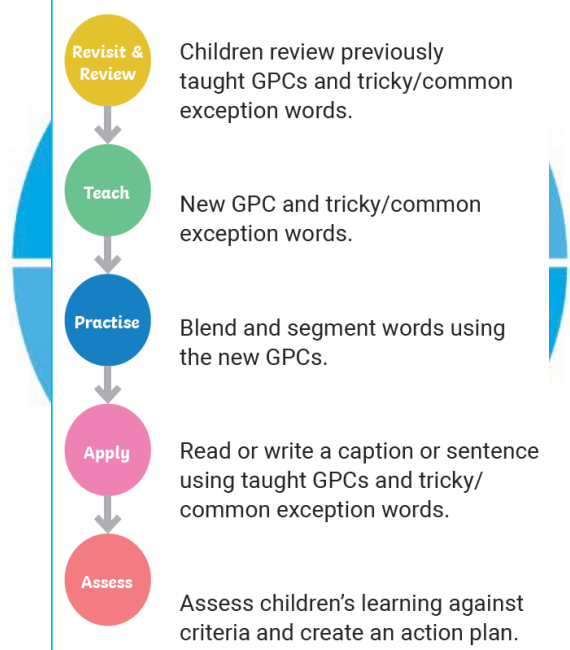 Revisit &
Review
Children review previously
taught GPCs and tricky/common
exception words.
Teach
New GPC and tricky/common
exception words.
Practise
Blend and segment words using
the new GPCs.
Apply
Read or write a caption or sentence
using taught GPCs and tricky/
common exception words.
Assess
Assess children’s learning against
criteria and create an action plan.